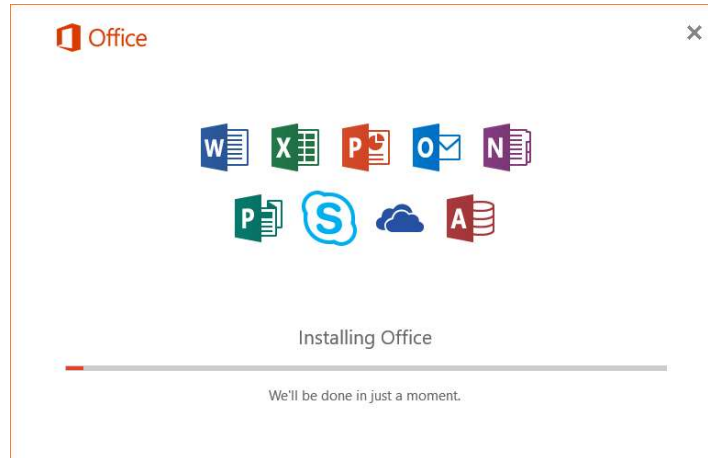 Office
W X P O N
P S A
Installing Office
We'll be done in just a moment.